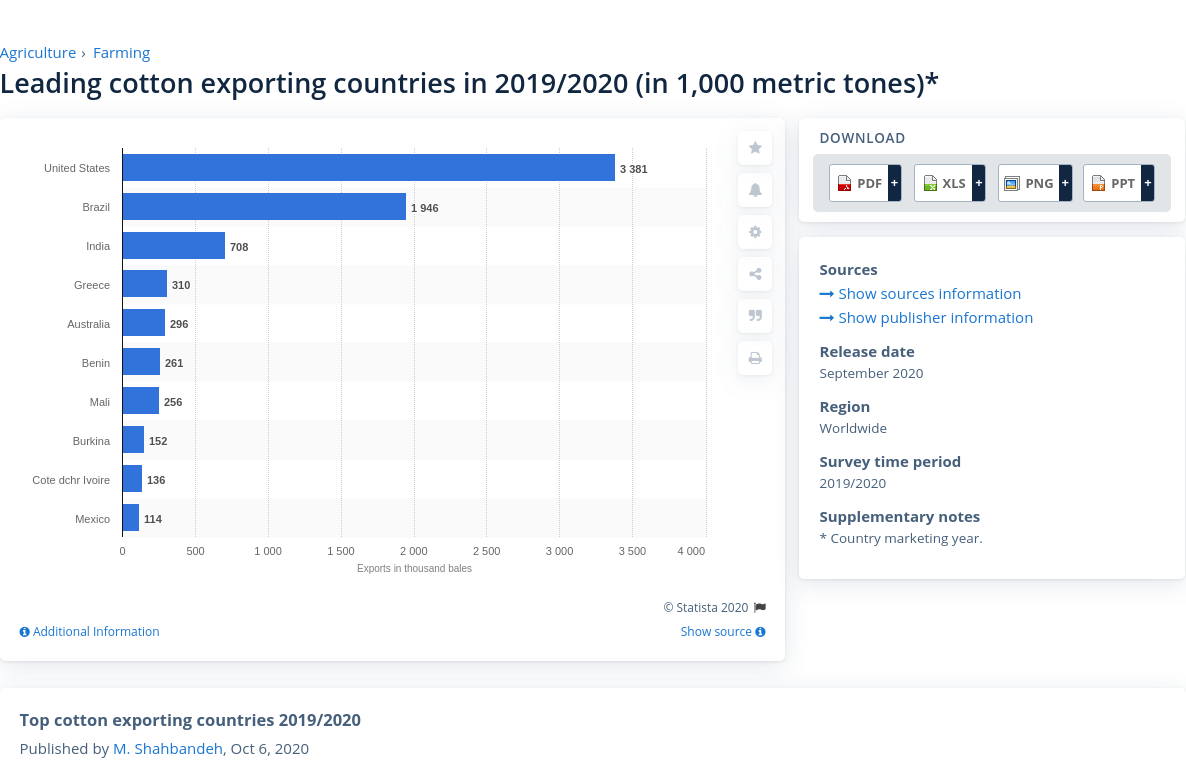 Agriculture › Farming
Leading cotton exporting countries in 2019/2020 (in 1,000 metric tones)*
United States 3 381
Brazil 1 946
India 708
Greece 310
Australia 296
Benin 261
Mali 256
Burkina 152
Cote dchr Ivoire 136
Mexico 114
0 500 1 000 1 500 2 000 2 500 3 000 3 500 4 000
Exports in thousand bales
© Statista 2020
Additional Information Show source
DOWNLOAD
PDF + XLS + PNG + PPT +
Sources
Show sources information
Show publisher information
Release date
September 2020
Region
Worldwide
Survey time period
2019/2020
Supplementary notes
* Country marketing year.
Top cotton exporting countries 2019/2020
Published by M. Shahbandeh, Oct 6, 2020